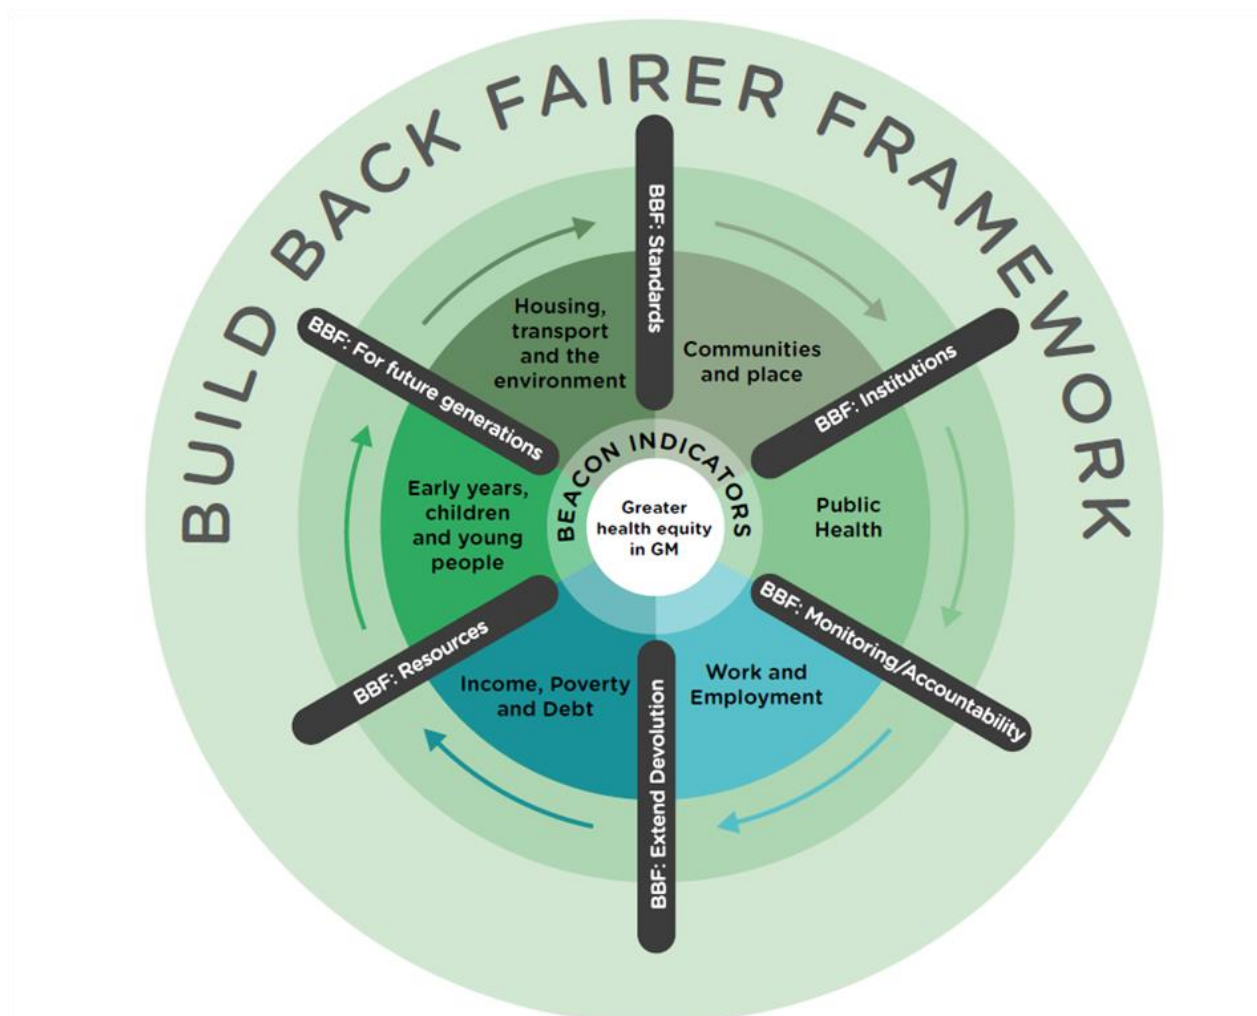 BUILD BACK FAIRER FRAMEWORK
BBF: Standards
BBF: Institutions
BBF: Monitoring/Accountability
BBF: Extend Devolution
BBF: Resources
BBF: For future generations
Housing,
transport
and the
environment
Communities
and place
Public
Health
Work and
Employment
Income, Poverty
and Debt
Early years,
children
and young
people
BEACON INDICATORS
Greater
health equity
in GM